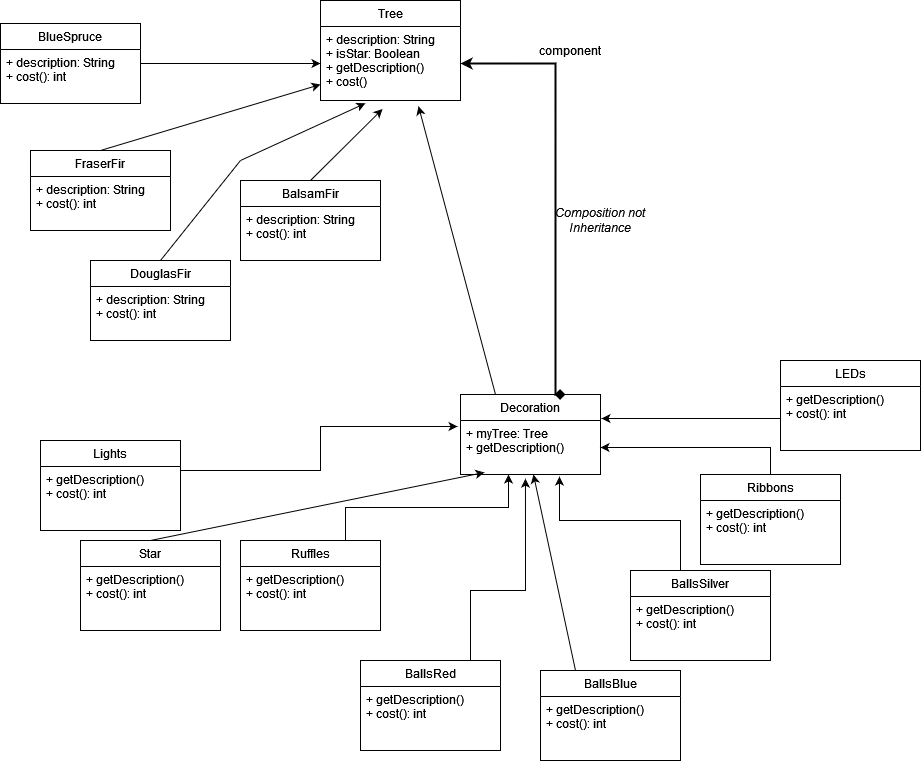 Tree
+ description: String
+ isStar: Boolean
+ getDescription()
+ cost()
BlueSpruce
+ description: String
+ cost(): int
component
FraserFir
+ description: String
+ cost(): int
BalsamFir
+ description: String
+ cost(): int
Composition not
Inheritance
DouglasFir
+ description: String
+ cost(): int
LEDs
+ getDescription()
+ cost(): int
Decoration
+ myTree: Tree
+ getDescription()
Lights
+ getDescription()
+ cost(): int
Ribbons
+ getDescription()
+ cost(): int
Star
+ getDescription()
+ cost(): int
Ruffles
+ getDescription()
+ cost(): int
BallsSilver
+ getDescription()
+ cost(): int
BallsRed
+ getDescription()
+ cost(): int
BallsBlue
+ getDescription()
+ cost(): int